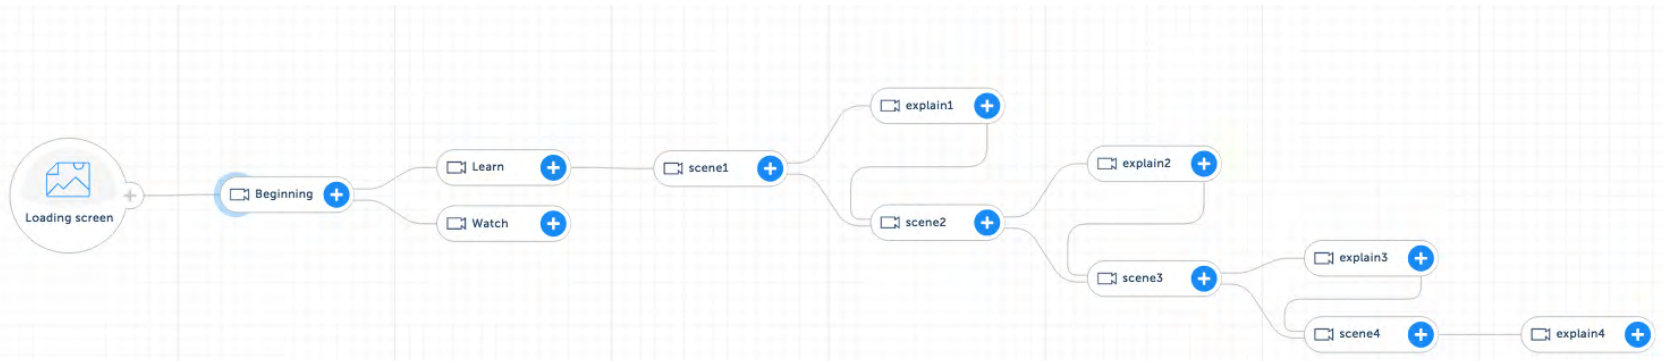 Loading screen
Beginning
Learn
Watch
scene1
explain1
scene2
explain2
scene3
explain3
scene4
explain4